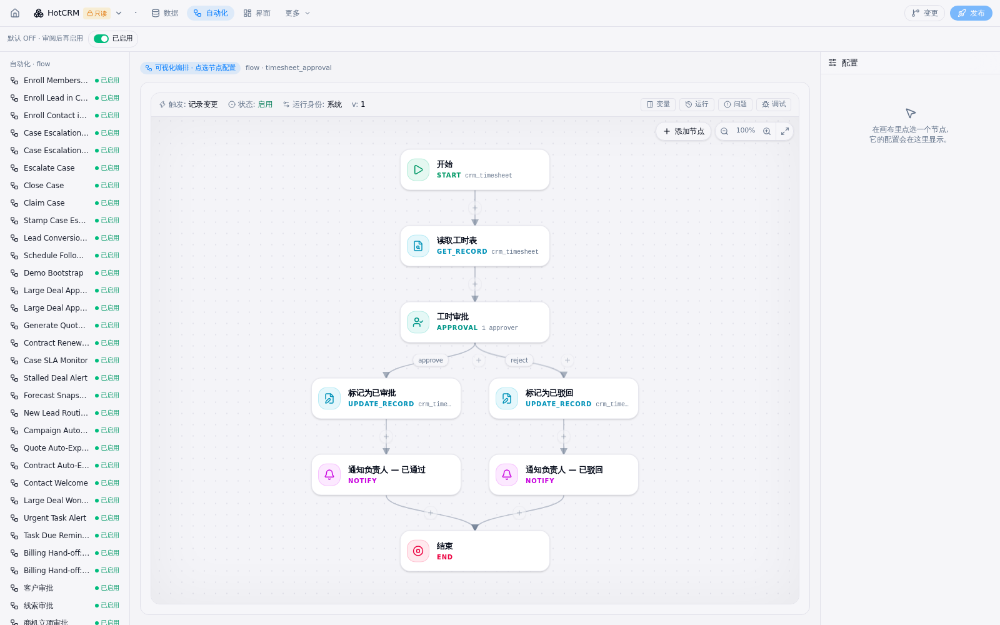 HotCRM 只读 · 数据 自动化 界面 更多 变更 发布
默认 OFF · 审阅后再启用 已启用
自动化 · flow
Enroll Members... 已启用
Enroll Lead in C... 已启用
Enroll Contact i... 已启用
Case Escalation... 已启用
Case Escalation... 已启用
Escalate Case 已启用
Close Case 已启用
Claim Case 已启用
Stamp Case Es... 已启用
Lead Conversio... 已启用
Schedule Follo... 已启用
Demo Bootstrap 已启用
Large Deal App... 已启用
Large Deal App... 已启用
Generate Quot... 已启用
Contract Renew... 已启用
Case SLA Monitor 已启用
Stalled Deal Alert 已启用
Forecast Snaps... 已启用
New Lead Routi... 已启用
Campaign Auto... 已启用
Quote Auto-Exp... 已启用
Contract Auto-E... 已启用
Contact Welcome 已启用
Large Deal Won... 已启用
Urgent Task Alert 已启用
Task Due Remin... 已启用
Billing Hand-off:... 已启用
Billing Hand-off:... 已启用
客户审批 已启用
线索审批 已启用
商机立项审批 已启用
可视化编排 · 点选节点配置 flow · timesheet_approval
触发: 记录变更 状态: 启用 运行身份: 系统 v: 1 变量 运行 问题 调试
添加节点 100%
开始
START crm_timesheet
读取工时表
GET_RECORD crm_timesheet
工时审批
APPROVAL 1 approver
approve reject
标记为已审批
UPDATE_RECORD crm_time…
标记为已驳回
UPDATE_RECORD crm_time…
通知负责人 — 已通过
NOTIFY
通知负责人 — 已驳回
NOTIFY
结束
END
配置
在画布里点选一个节点,
它的配置会在这里显示。